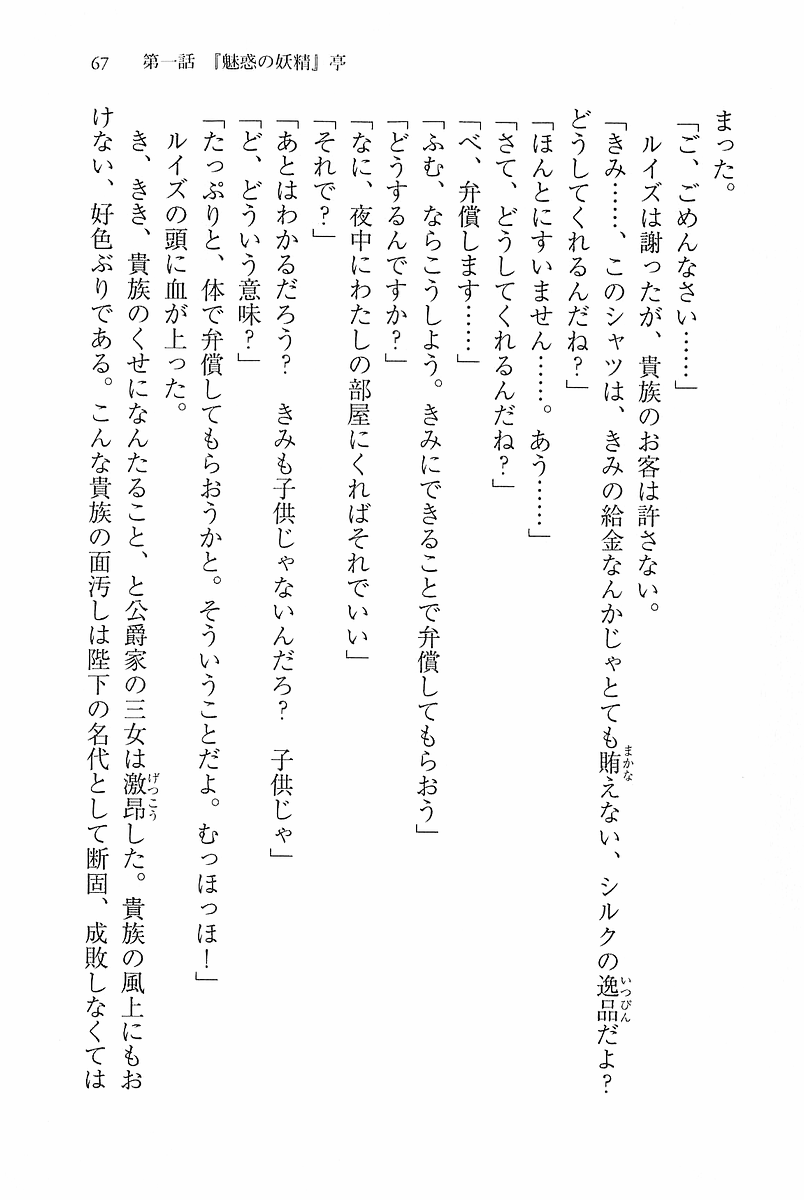 67　第一話　『魅惑の妖精』亭
まった。
「ご、ごめんなさい……」
　ルイズは謝ったが、貴族のお客は許さない。
「きみ……、このシャツは、きみの給金なんかじゃとても賄えない、シルクの逸品だよ？
どうしてくれるんだね？」
「ほんとにすいません……。あう……」
「さて、どうしてくれるんだね？」
「べ、弁償します……」
「ふむ、ならこうしよう。きみにできることで弁償してもらおう」
「どうするんですか？」
「なに、夜中にわたしの部屋にくればそれでいい」
「それで？」
「あとはわかるだろう？　きみも子供じゃないんだろ？　子供じゃ」
「ど、どういう意味？」
「たっぷりと、体で弁償してもらおうかと。そういうことだよ。むっほっほ！」
　ルイズの頭に血が上った。
　き、きき、貴族のくせになんたること、と公爵家の三女は激昂した。貴族の風上にもお
けない、好色ぶりである。こんな貴族の面汚しは陛下の名代として断固、成敗しなくては
まかな
いつぴん
げつこう